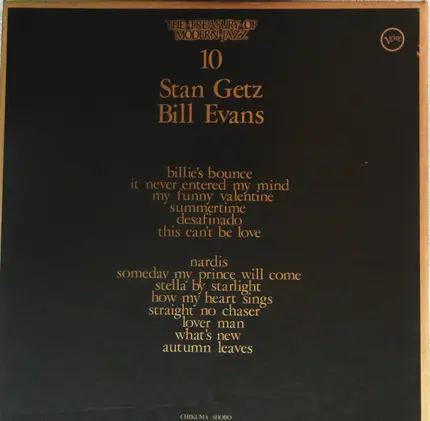 THE·TREASURY·OF
MODERN·JAZZ
10
Verve
Stan Getz
Bill Evans
billie's bounce
it never entered my mind
my funny valentine
summertime
desafinado
this can't be love
nardis
someday my prince will come
stella by starlight
how my heart sings
straight no chaser
lover man
what's new
autumn leaves
CHIKUMA SHOBO